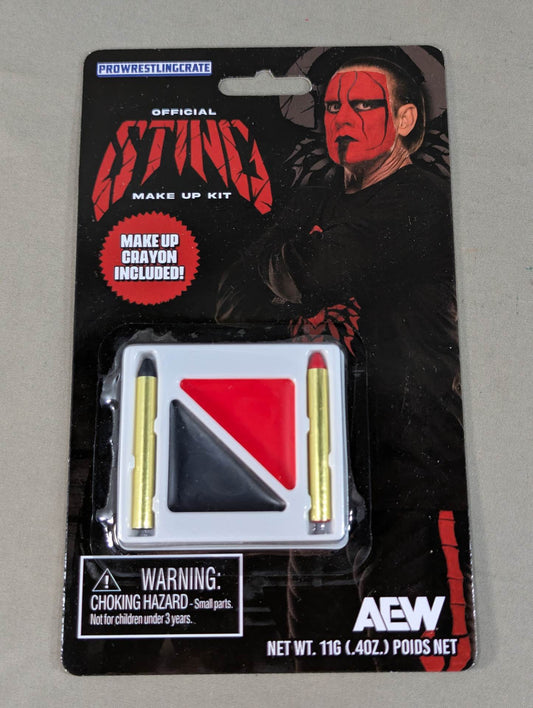 PROWRESTLINGCRATE
OFFICIAL
STING
MAKE UP KIT
MAKE UP
CRAYON
INCLUDED!
WARNING:
CHOKING HAZARD - Small parts.
Not for children under 3 years.
AEW
NET WT. 11G (.4OZ.) POIDS NET